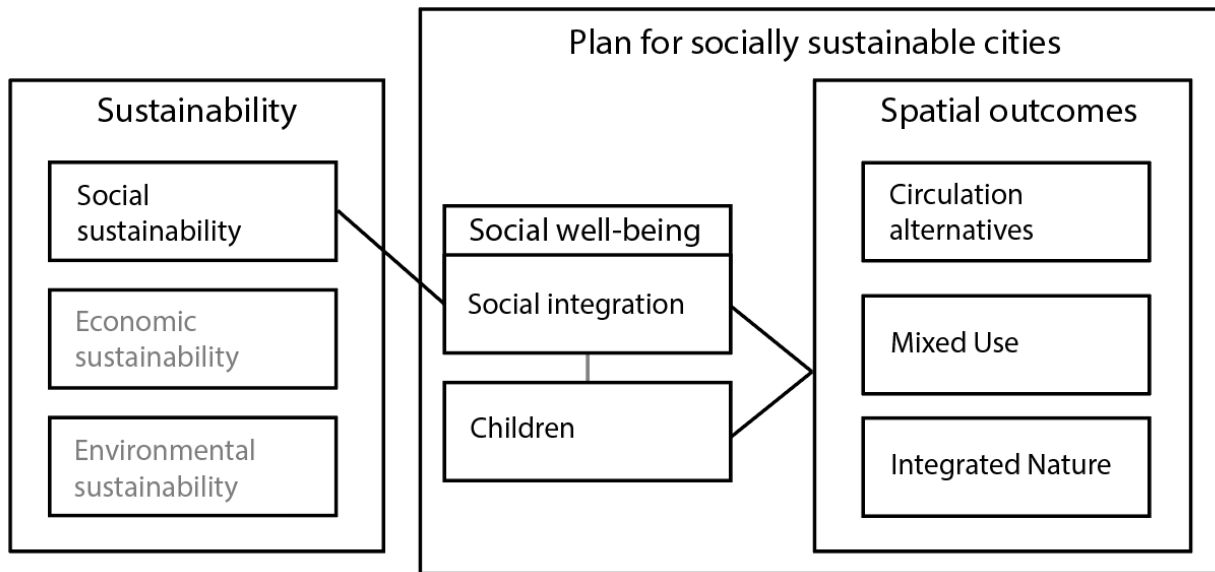 Plan for socially sustainable cities
Sustainability
Social
sustainability
Economic
sustainability
Environmental
sustainability
Social well-being
Social integration
Children
Spatial outcomes
Circulation
alternatives
Mixed Use
Integrated Nature